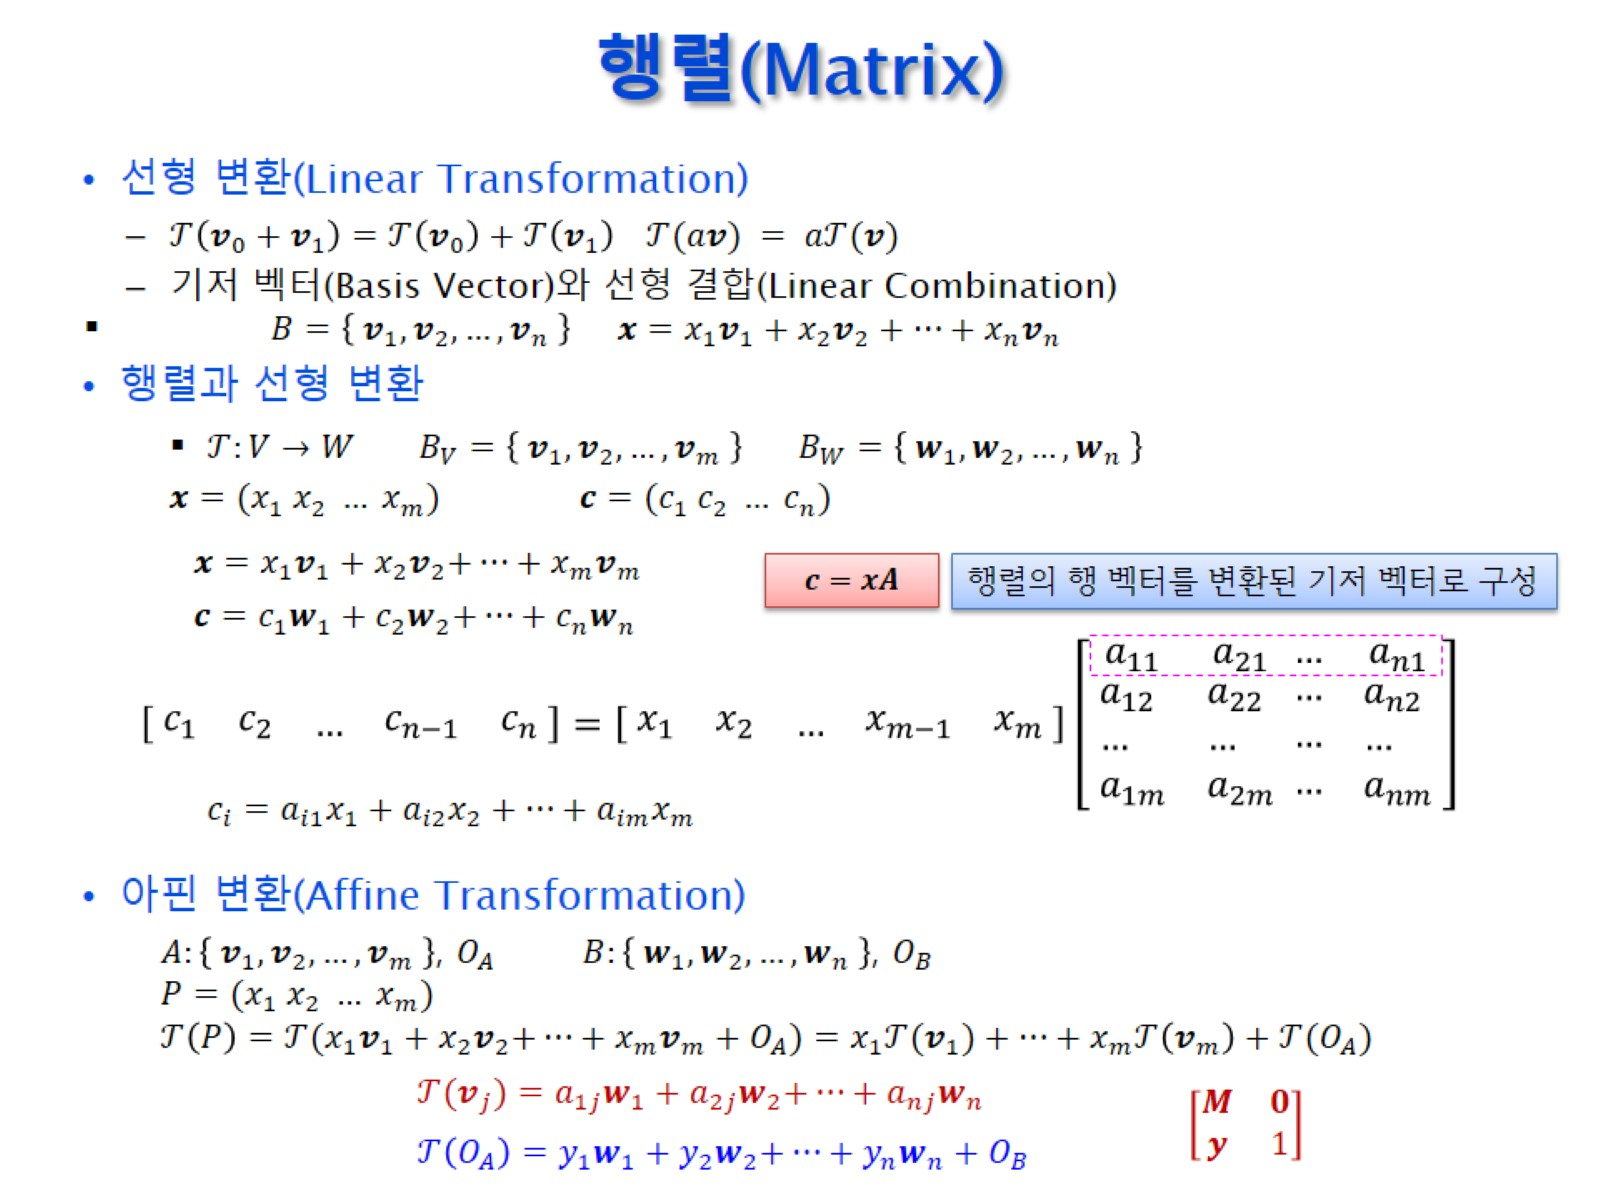 행렬(Matrix)
• 선형 변환(Linear Transformation)
– 𝒯(𝒗₀ + 𝒗₁) = 𝒯(𝒗₀) + 𝒯(𝒗₁) 𝒯(a𝒗) = a𝒯(𝒗)
– 기저 벡터(Basis Vector)와 선형 결합(Linear Combination)
▪ B = { 𝒗₁, 𝒗₂, …, 𝒗ₙ } 𝒙 = x₁𝒗₁ + x₂𝒗₂ + ⋯ + xₙ𝒗ₙ
• 행렬과 선형 변환
▪ 𝒯: V → W B_V = { 𝒗₁, 𝒗₂, …, 𝒗ₘ } B_W = { 𝒘₁, 𝒘₂, …, 𝒘ₙ }
𝒙 = (x₁ x₂ … xₘ) 𝒄 = (c₁ c₂ … cₙ)
𝒙 = x₁𝒗₁ + x₂𝒗₂+ ⋯ + xₘ𝒗ₘ
𝒄 = 𝒙𝑨 행렬의 행 벡터를 변환된 기저 벡터로 구성
𝒄 = c₁𝒘₁ + c₂𝒘₂+ ⋯ + cₙ𝒘ₙ
[ c₁ c₂ … cₙ₋₁ cₙ ] = [ x₁ x₂ … xₘ₋₁ xₘ ]
a₁₁ a₂₁ … aₙ₁
a₁₂ a₂₂ … aₙ₂
… … … …
a₁ₘ a₂ₘ … aₙₘ
cᵢ = aᵢ₁x₁ + aᵢ₂x₂ + ⋯ + aᵢₘxₘ
• 아핀 변환(Affine Transformation)
A: { 𝒗₁, 𝒗₂, …, 𝒗ₘ }, O_A B: { 𝒘₁, 𝒘₂, …, 𝒘ₙ }, O_B
P = (x₁ x₂ … xₘ)
𝒯(P) = 𝒯(x₁𝒗₁ + x₂𝒗₂+ ⋯ + xₘ𝒗ₘ + O_A) = x₁𝒯(𝒗₁) + ⋯ + xₘ𝒯(𝒗ₘ) + 𝒯(O_A)
𝒯(𝒗ⱼ) = a₁ⱼ𝒘₁ + a₂ⱼ𝒘₂+ ⋯ + aₙⱼ𝒘ₙ
𝒯(O_A) = y₁𝒘₁ + y₂𝒘₂+ ⋯ + yₙ𝒘ₙ + O_B
𝑴 𝟎
𝒚 1